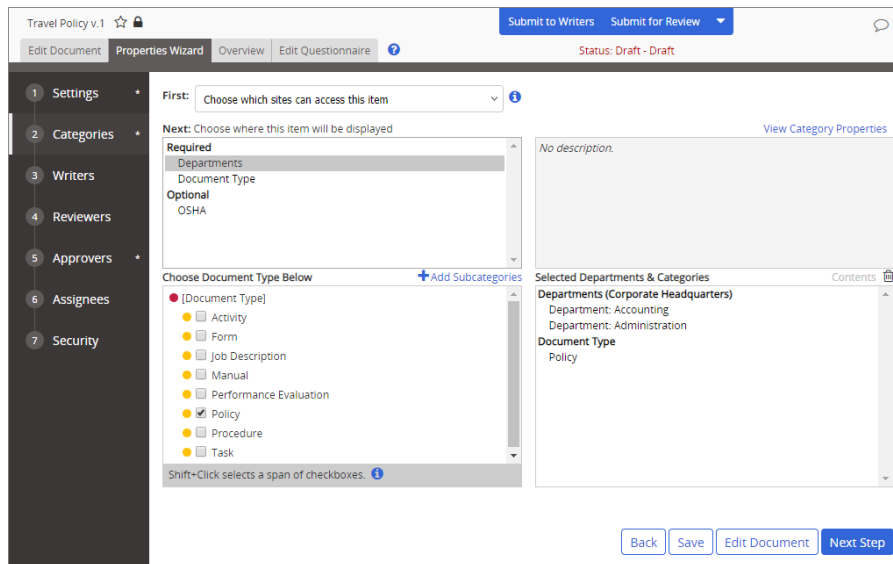 Travel Policy v.1
Submit to Writers Submit for Review
Edit Document Properties Wizard Overview Edit Questionnaire ?
Status: Draft - Draft
1 Settings *
2 Categories *
3 Writers
4 Reviewers
5 Approvers *
6 Assignees
7 Security
First: Choose which sites can access this item
Next: Choose where this item will be displayed
View Category Properties
Required
Departments
Document Type
Optional
OSHA
No description.
Choose Document Type Below
+Add Subcategories
[Document Type]
Activity
Form
Job Description
Manual
Performance Evaluation
Policy
Procedure
Task
Shift+Click selects a span of checkboxes.
Selected Departments & Categories
Contents
Departments (Corporate Headquarters)
Department: Accounting
Department: Administration
Document Type
Policy
Back Save Edit Document Next Step